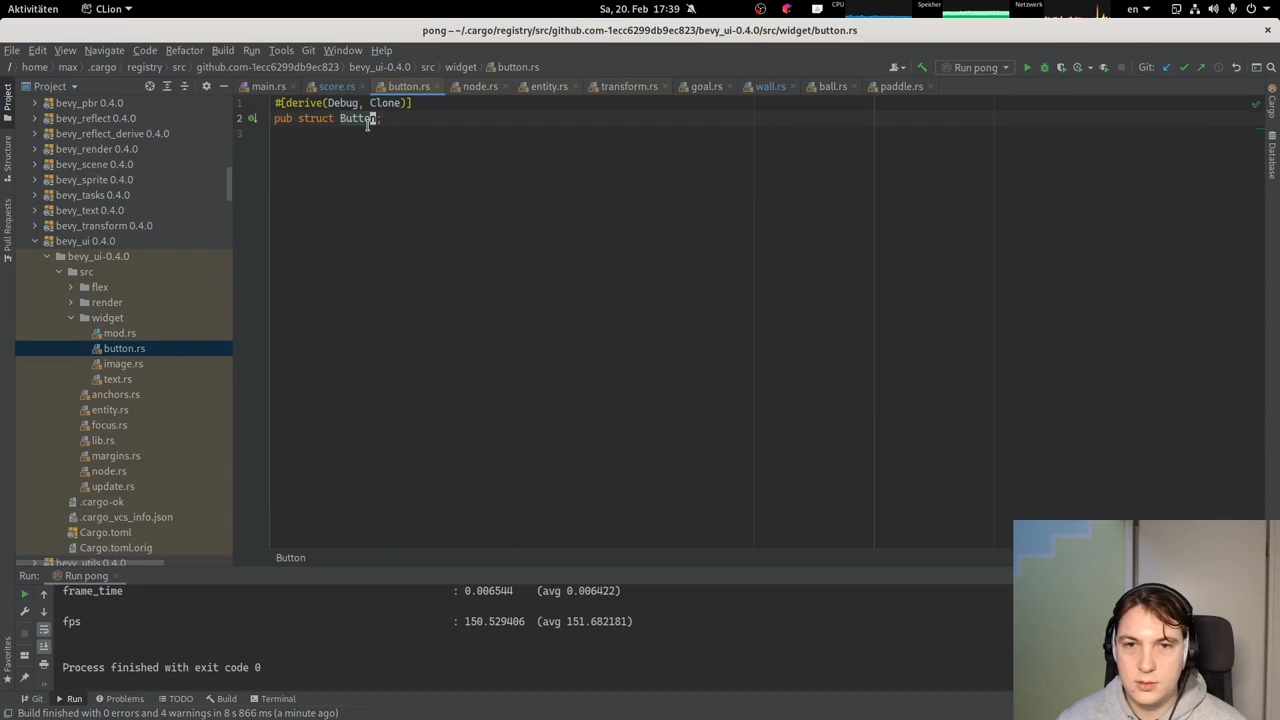 Aktivitäten
CLion
Sa, 20. Feb 17:39
CPU
Speicher
Netzwerk
en
pong – ~/.cargo/registry/src/github.com-1ecc6299db9ec823/bevy_ui-0.4.0/src/widget/button.rs
File Edit View Navigate Code Refactor Build Run Tools Git Window Help
home max .cargo registry src github.com-1ecc6299db9ec823 bevy_ui-0.4.0 src widget button.rs
Run pong
Git:
Project
main.rs score.rs button.rs node.rs entity.rs transform.rs goal.rs wall.rs ball.rs paddle.rs
bevy_pbr 0.4.0
bevy_reflect 0.4.0
bevy_reflect_derive 0.4.0
bevy_render 0.4.0
bevy_scene 0.4.0
bevy_sprite 0.4.0
bevy_tasks 0.4.0
bevy_text 0.4.0
bevy_transform 0.4.0
bevy_ui 0.4.0
bevy_ui-0.4.0
src
flex
render
widget
mod.rs
button.rs
image.rs
text.rs
anchors.rs
entity.rs
focus.rs
lib.rs
margins.rs
node.rs
update.rs
.cargo-ok
.cargo_vcs_info.json
Cargo.toml
Cargo.toml.orig
bevy_utils 0.4.0
1 #[derive(Debug, Clone)]
2 pub struct Button;
3
Button
Project
Structure
Pull Requests
Favorites
Cargo
Database
Run: Run pong
frame_time : 0.006544 (avg 0.006422)
fps : 150.529406 (avg 151.682181)
Process finished with exit code 0
Git Run Problems TODO Build Terminal
Build finished with 0 errors and 4 warnings in 8 s 866 ms (a minute ago)